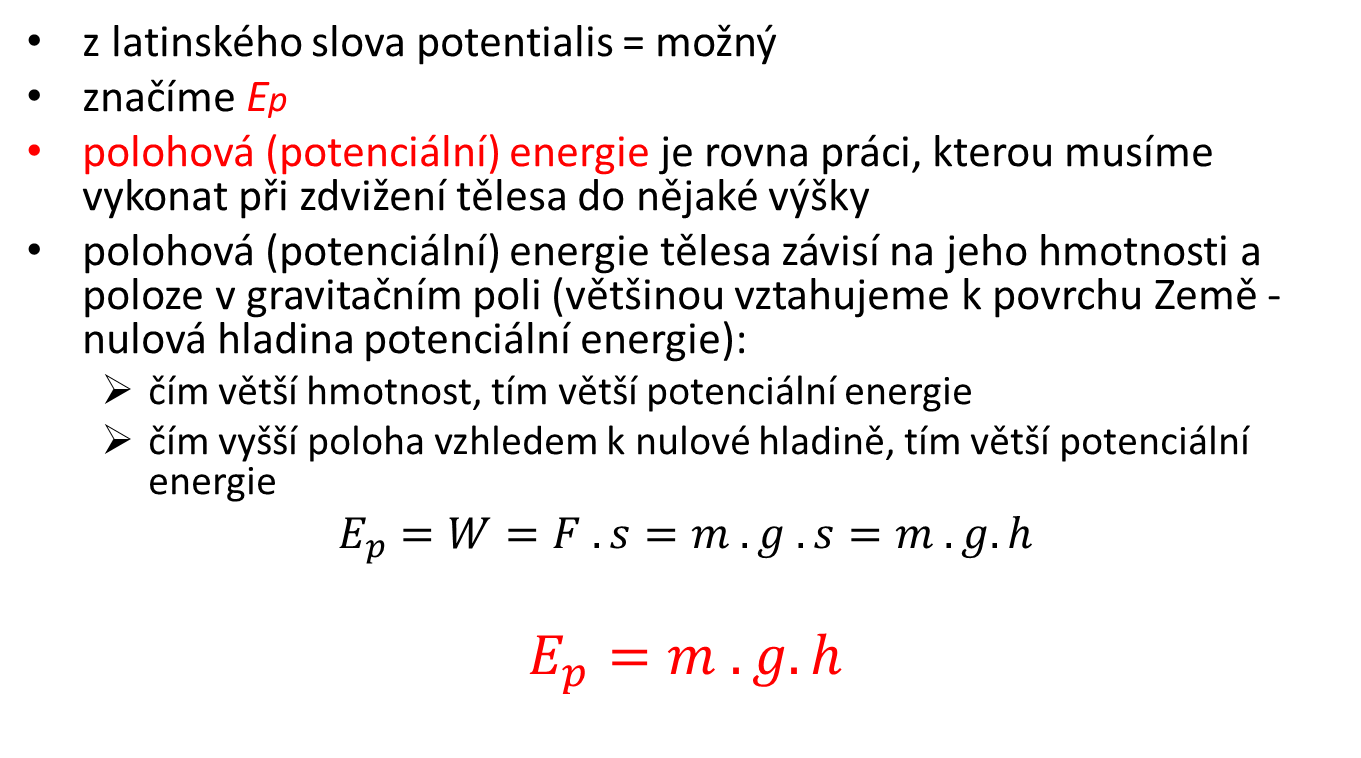 • z latinského slova potentialis = možný
• značíme Ep
• polohová (potenciální) energie je rovna práci, kterou musíme
vykonat při zdvižení tělesa do nějaké výšky
• polohová (potenciální) energie tělesa závisí na jeho hmotnosti a
poloze v gravitačním poli (většinou vztahujeme k povrchu Země -
nulová hladina potenciální energie):
➢ čím větší hmotnost, tím větší potenciální energie
➢ čím vyšší poloha vzhledem k nulové hladině, tím větší potenciální
energie
E_p = W = F . s = m . g . s = m . g. h
E_p = m . g. h